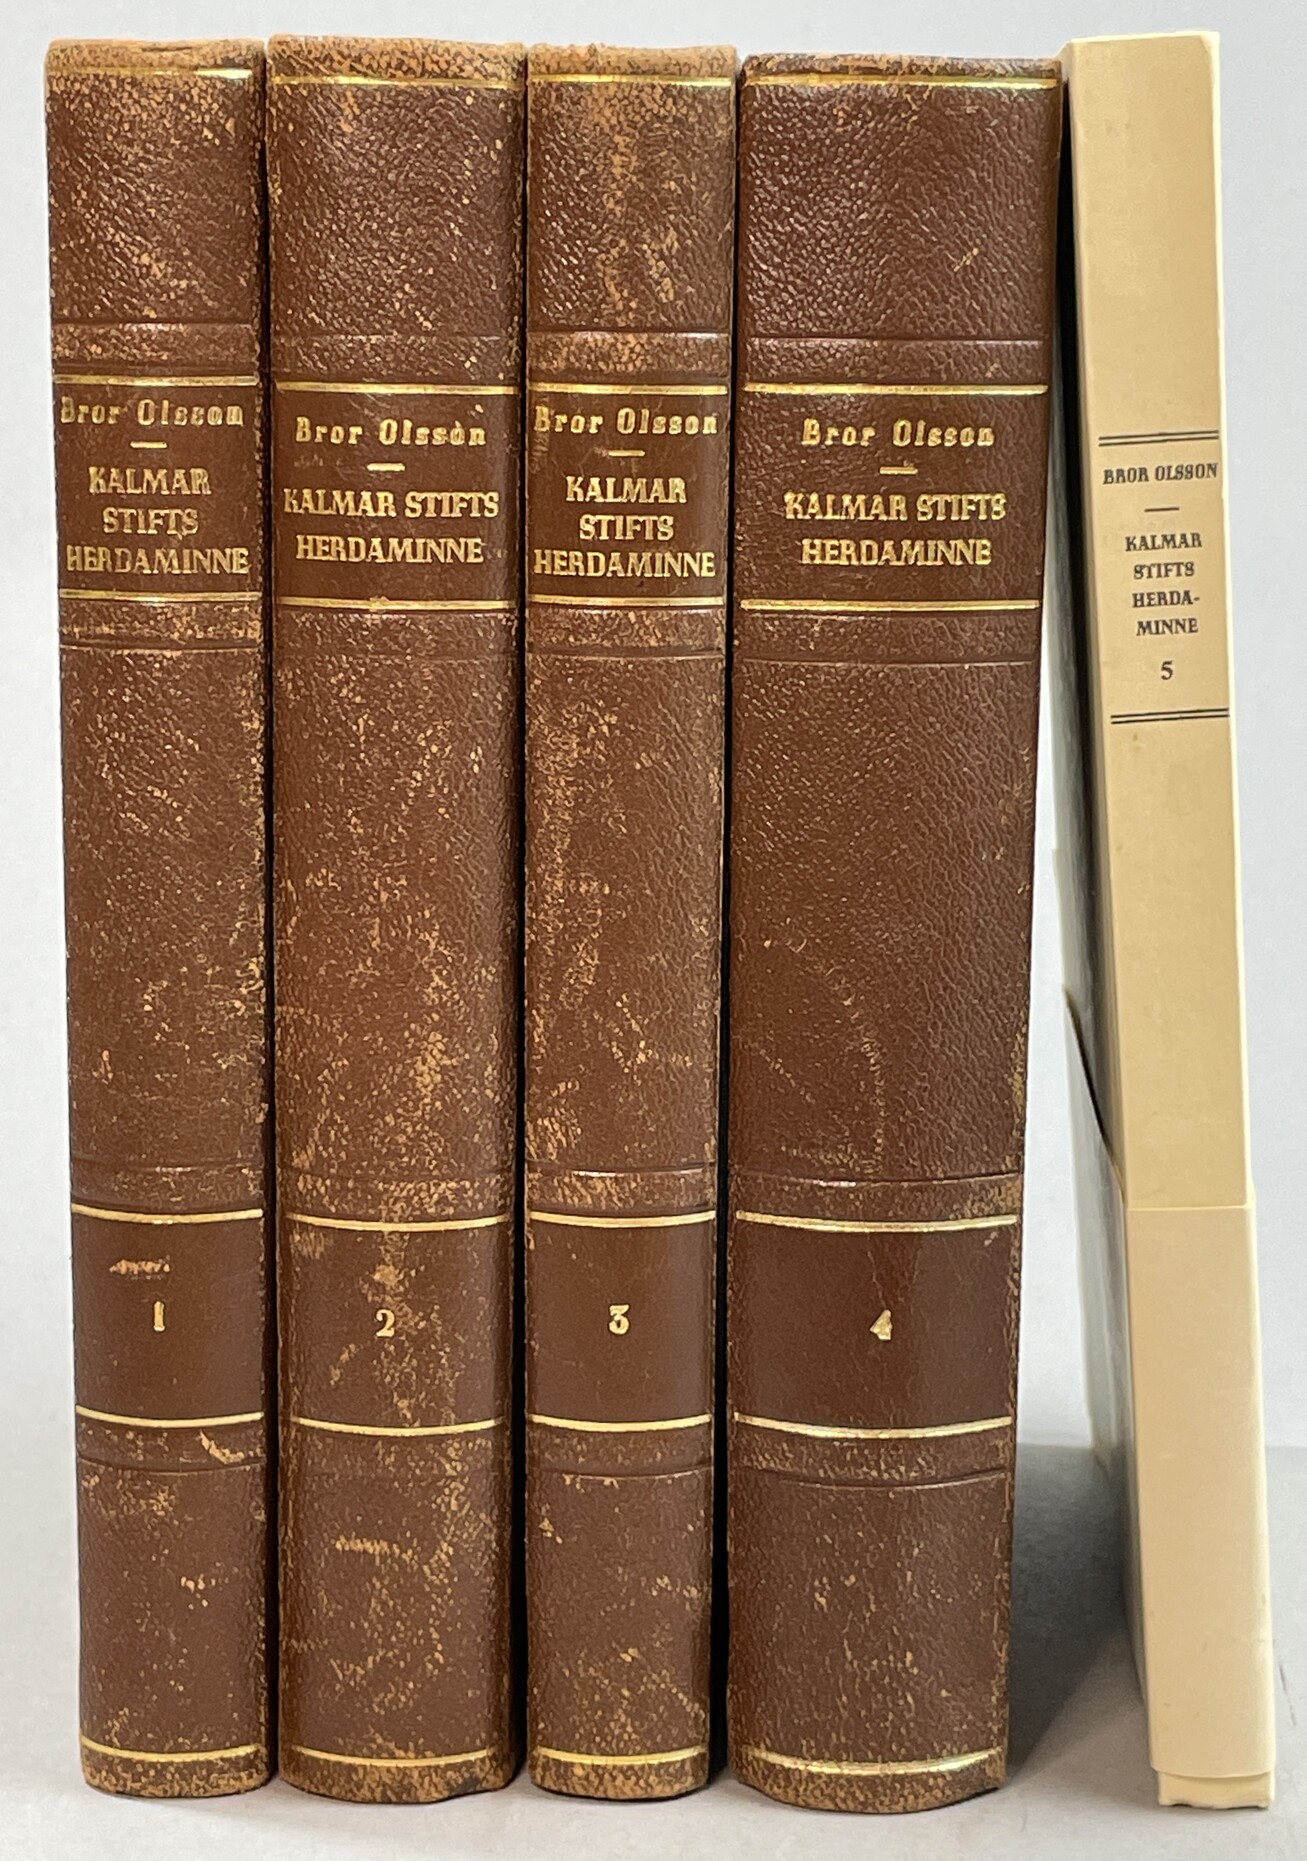 Bror Olsson
KALMAR
STIFTS
HERDAMINNE
1
Bror Olsson
KALMAR STIFTS
HERDAMINNE
2
Bror Olsson
KALMAR
STIFTS
HERDAMINNE
3
Bror Olsson
KALMAR STIFTS
HERDAMINNE
4
BROR OLSSON
KALMAR
STIFTS
HERDA-
MINNE
5